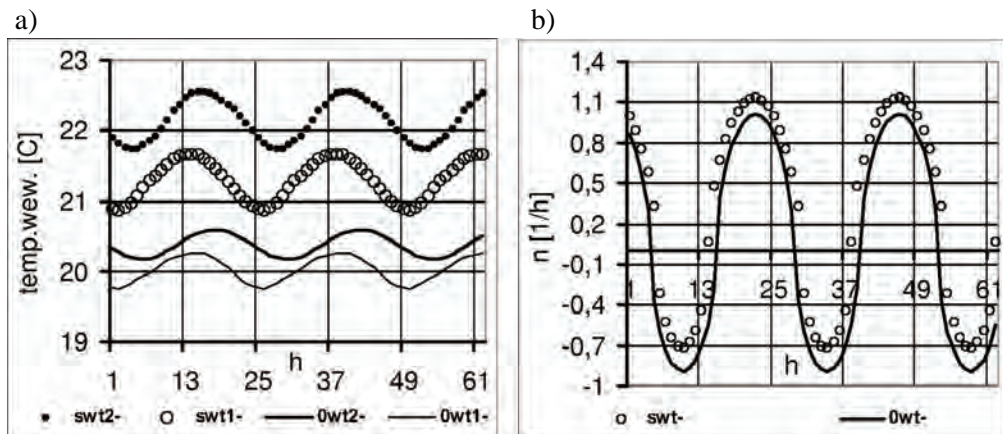 a)
b)
temp.wew. [C]
23
22
21
20
19
h
1 13 25 37 49 61
swt2- swt1- 0wt2- 0wt1-
n [1/h]
1,4
1,1
0,8
0,5
0,2
-0,1
-0,4
-0,7
-1
1 13 25 37 49 61
h
swt- 0wt-